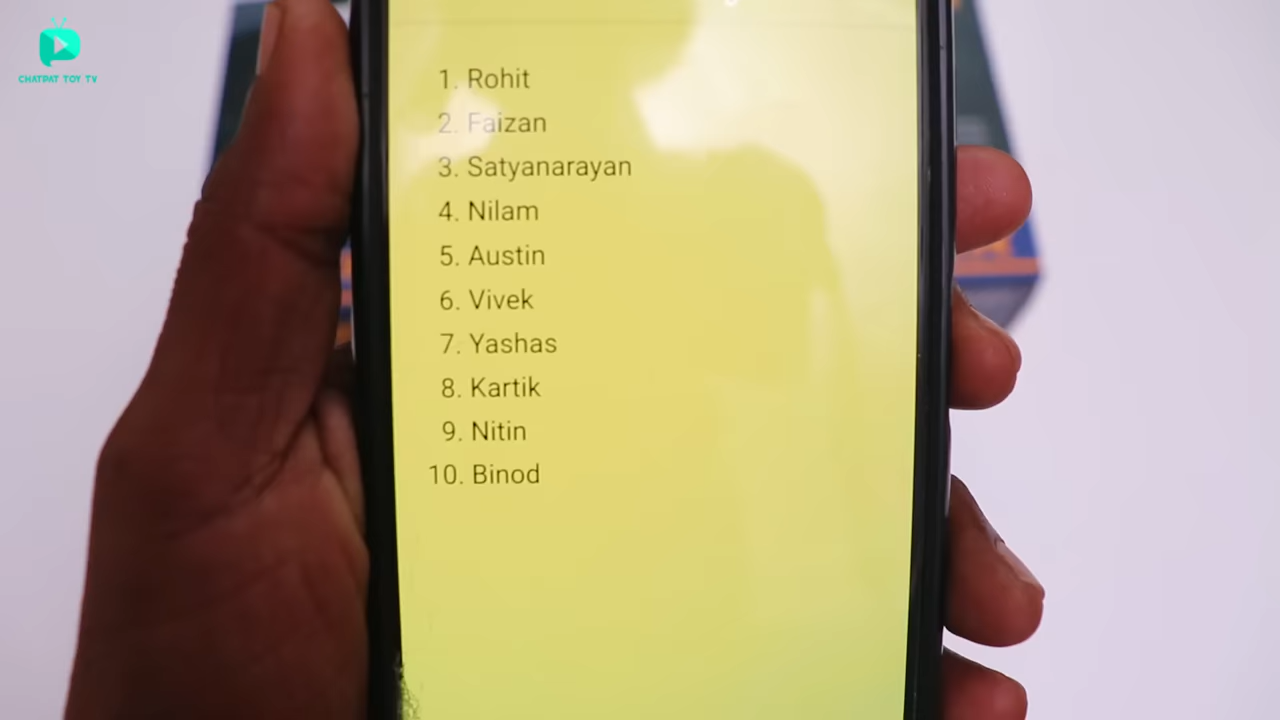 CHATPAT TOY TV
1. Rohit
2. Faizan
3. Satyanarayan
4. Nilam
5. Austin
6. Vivek
7. Yashas
8. Kartik
9. Nitin
10. Binod